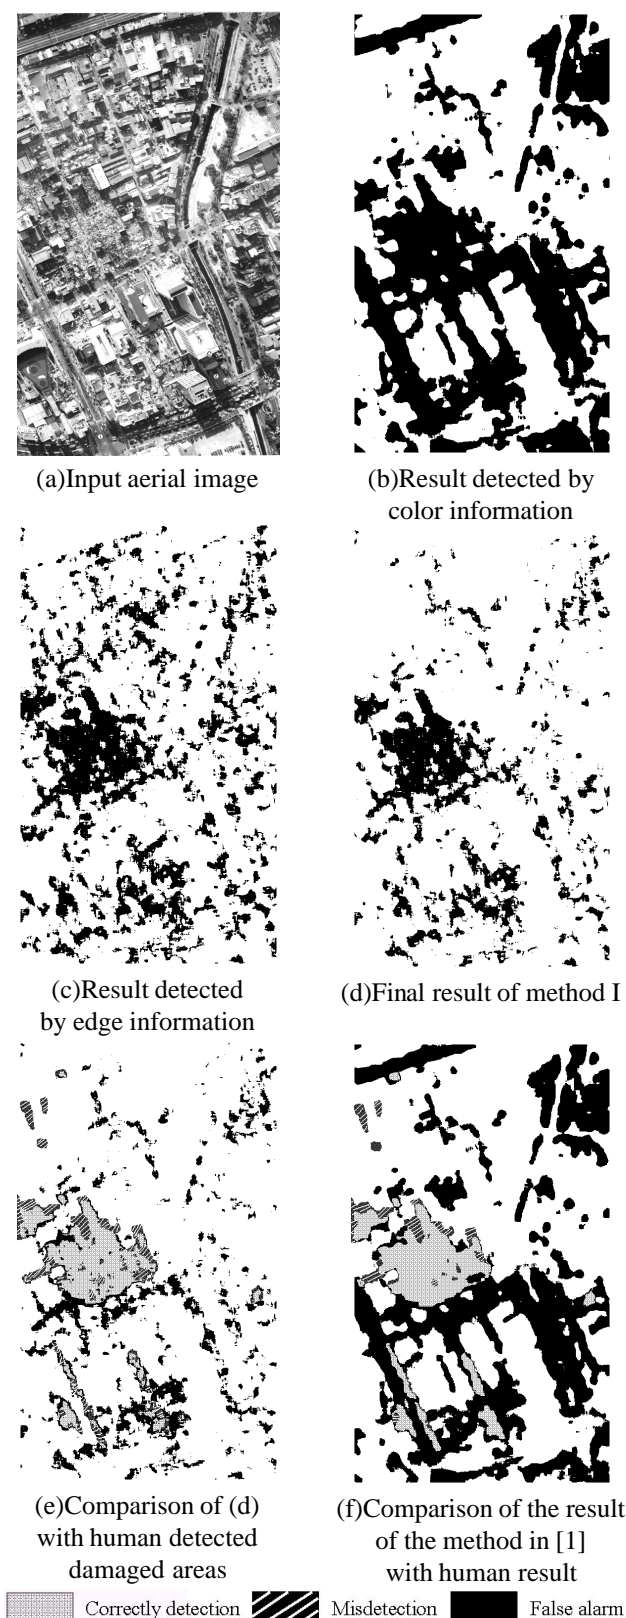 (a)Input aerial image
(b)Result detected by
color information
(c)Result detected
by edge information
(d)Final result of method I
(e)Comparison of (d)
with human detected
damaged areas
(f)Comparison of the result
of the method in [1]
with human result
Correctly detection
Misdetection
False alarm